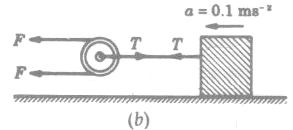 a = 0.1 ms⁻²
F
T T
F
(b)